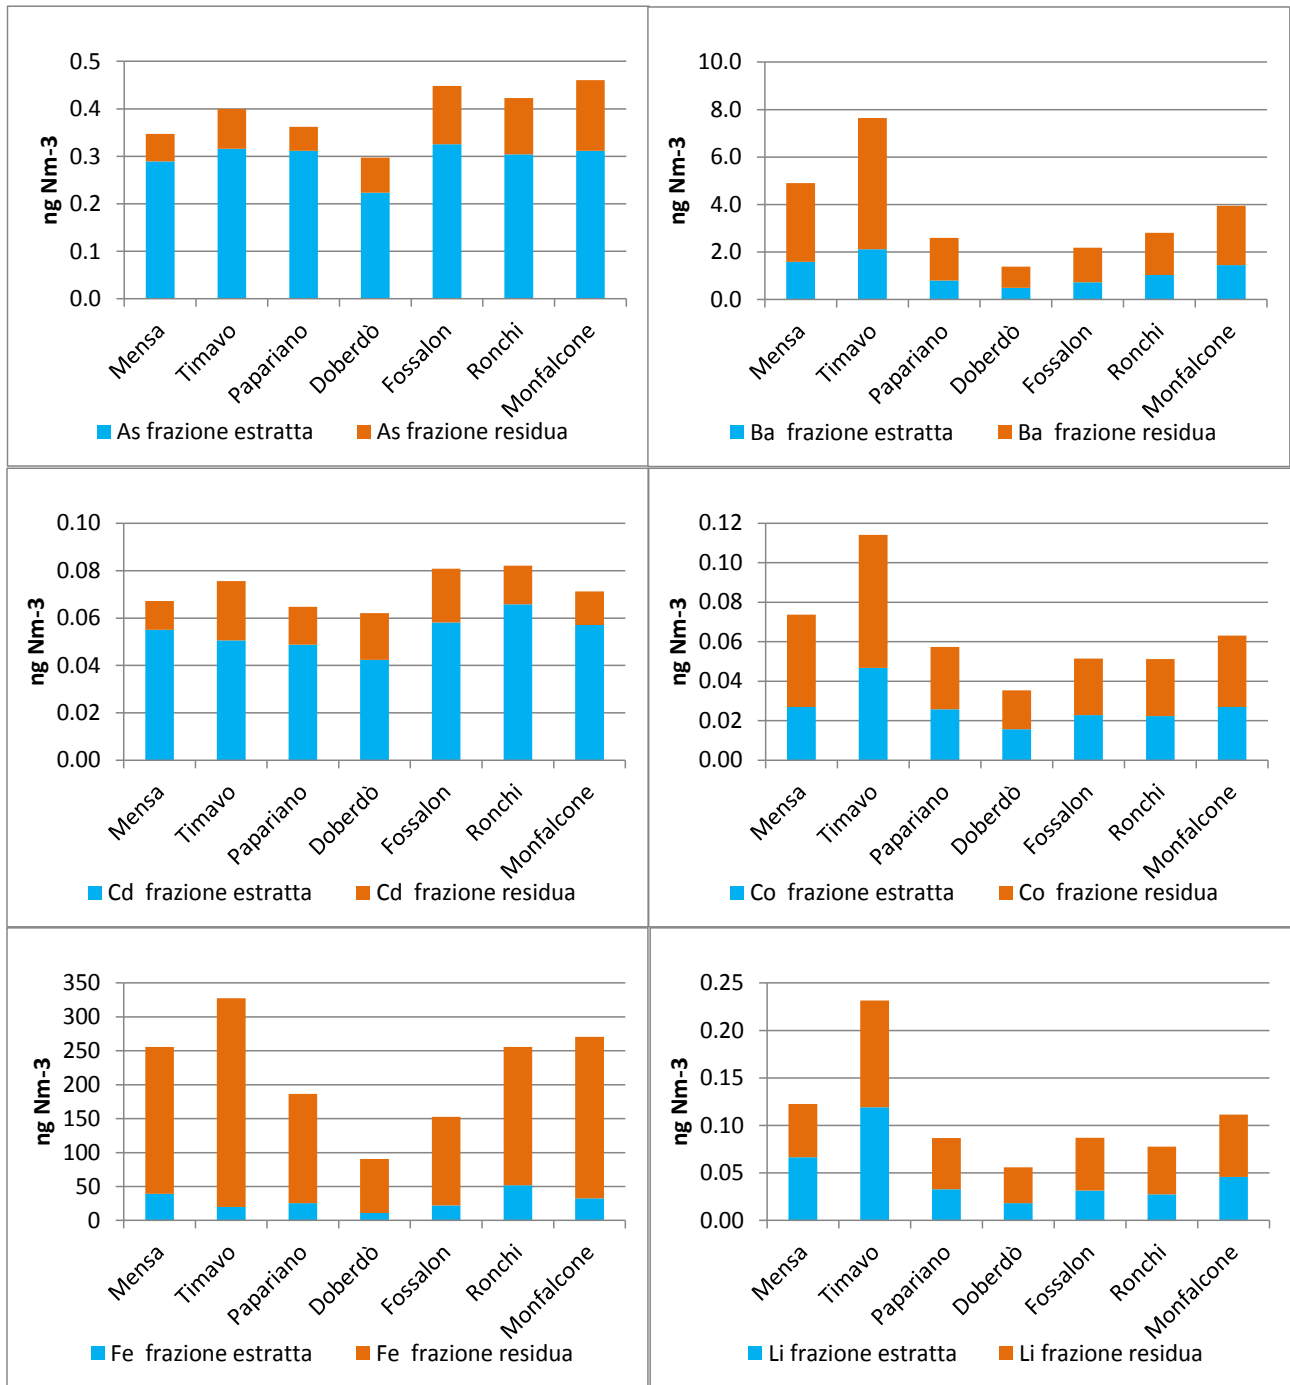 0.5
0.4
0.3
0.2
0.1
0.0
ng Nm-3
Mensa
Timavo
Papariano
Doberdò
Fossalon
Ronchi
Monfalcone
As frazione estratta As frazione residua
10.0
8.0
6.0
4.0
2.0
0.0
ng Nm-3
Mensa
Timavo
Papariano
Doberdò
Fossalon
Ronchi
Monfalcone
Ba frazione estratta Ba frazione residua
0.10
0.08
0.06
0.04
0.02
0.00
ng Nm-3
Mensa
Timavo
Papariano
Doberdò
Fossalon
Ronchi
Monfalcone
Cd frazione estratta Cd frazione residua
0.12
0.10
0.08
0.06
0.04
0.02
0.00
ng Nm-3
Mensa
Timavo
Papariano
Doberdò
Fossalon
Ronchi
Monfalcone
Co frazione estratta Co frazione residua
350
300
250
200
150
100
50
0
ng Nm-3
Mensa
Timavo
Papariano
Doberdò
Fossalon
Ronchi
Monfalcone
Fe frazione estratta Fe frazione residua
0.25
0.20
0.15
0.10
0.05
0.00
ng Nm-3
Mensa
Timavo
Papariano
Doberdò
Fossalon
Ronchi
Monfalcone
Li frazione estratta Li frazione residua